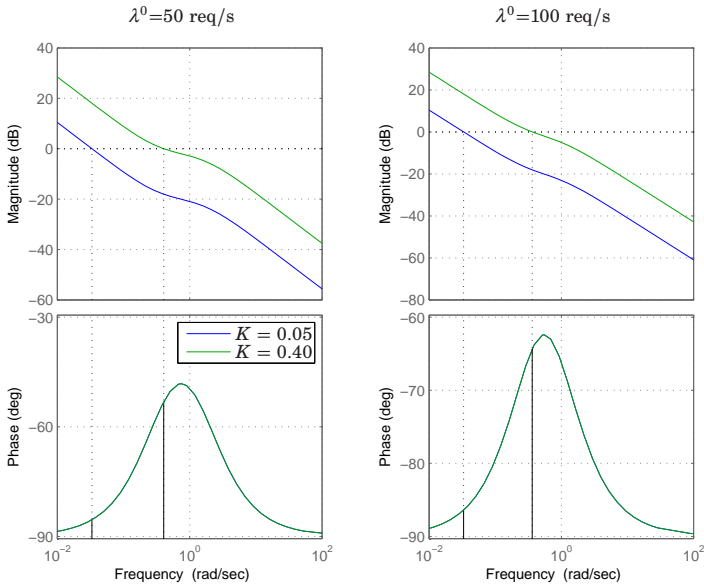 λ⁰=50 req/s
40
20
0
−20
−40
−60
Magnitude (dB)
−30
−60
−90
Phase (deg)
K = 0.05
K = 0.40
10⁻²
10⁰
10²
Frequency (rad/sec)
λ⁰=100 req/s
40
20
0
−20
−40
−60
−80
Magnitude (dB)
−60
−70
−80
−90
Phase (deg)
10⁻²
10⁰
10²
Frequency (rad/sec)